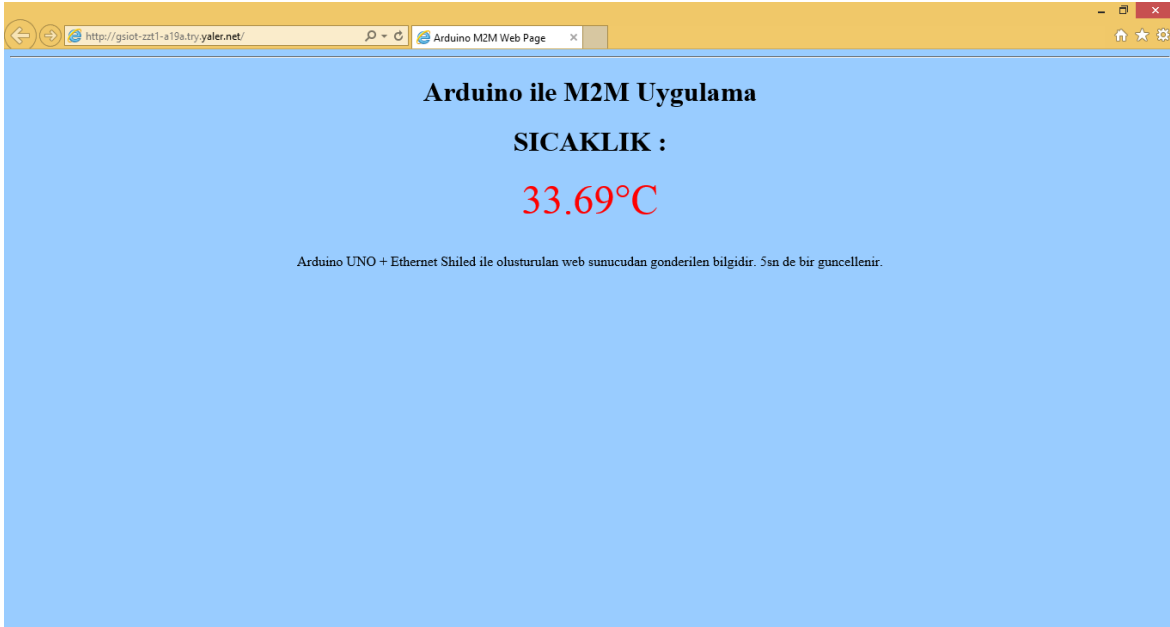 http://gsiot-zzt1-a19a.try.yaler.net/
Arduino M2M Web Page
Arduino ile M2M Uygulama
SICAKLIK :
33.69°C
Arduino UNO + Ethernet Shiled ile olusturulan web sunucudan gonderilen bilgidir. 5sn de bir guncellenir.